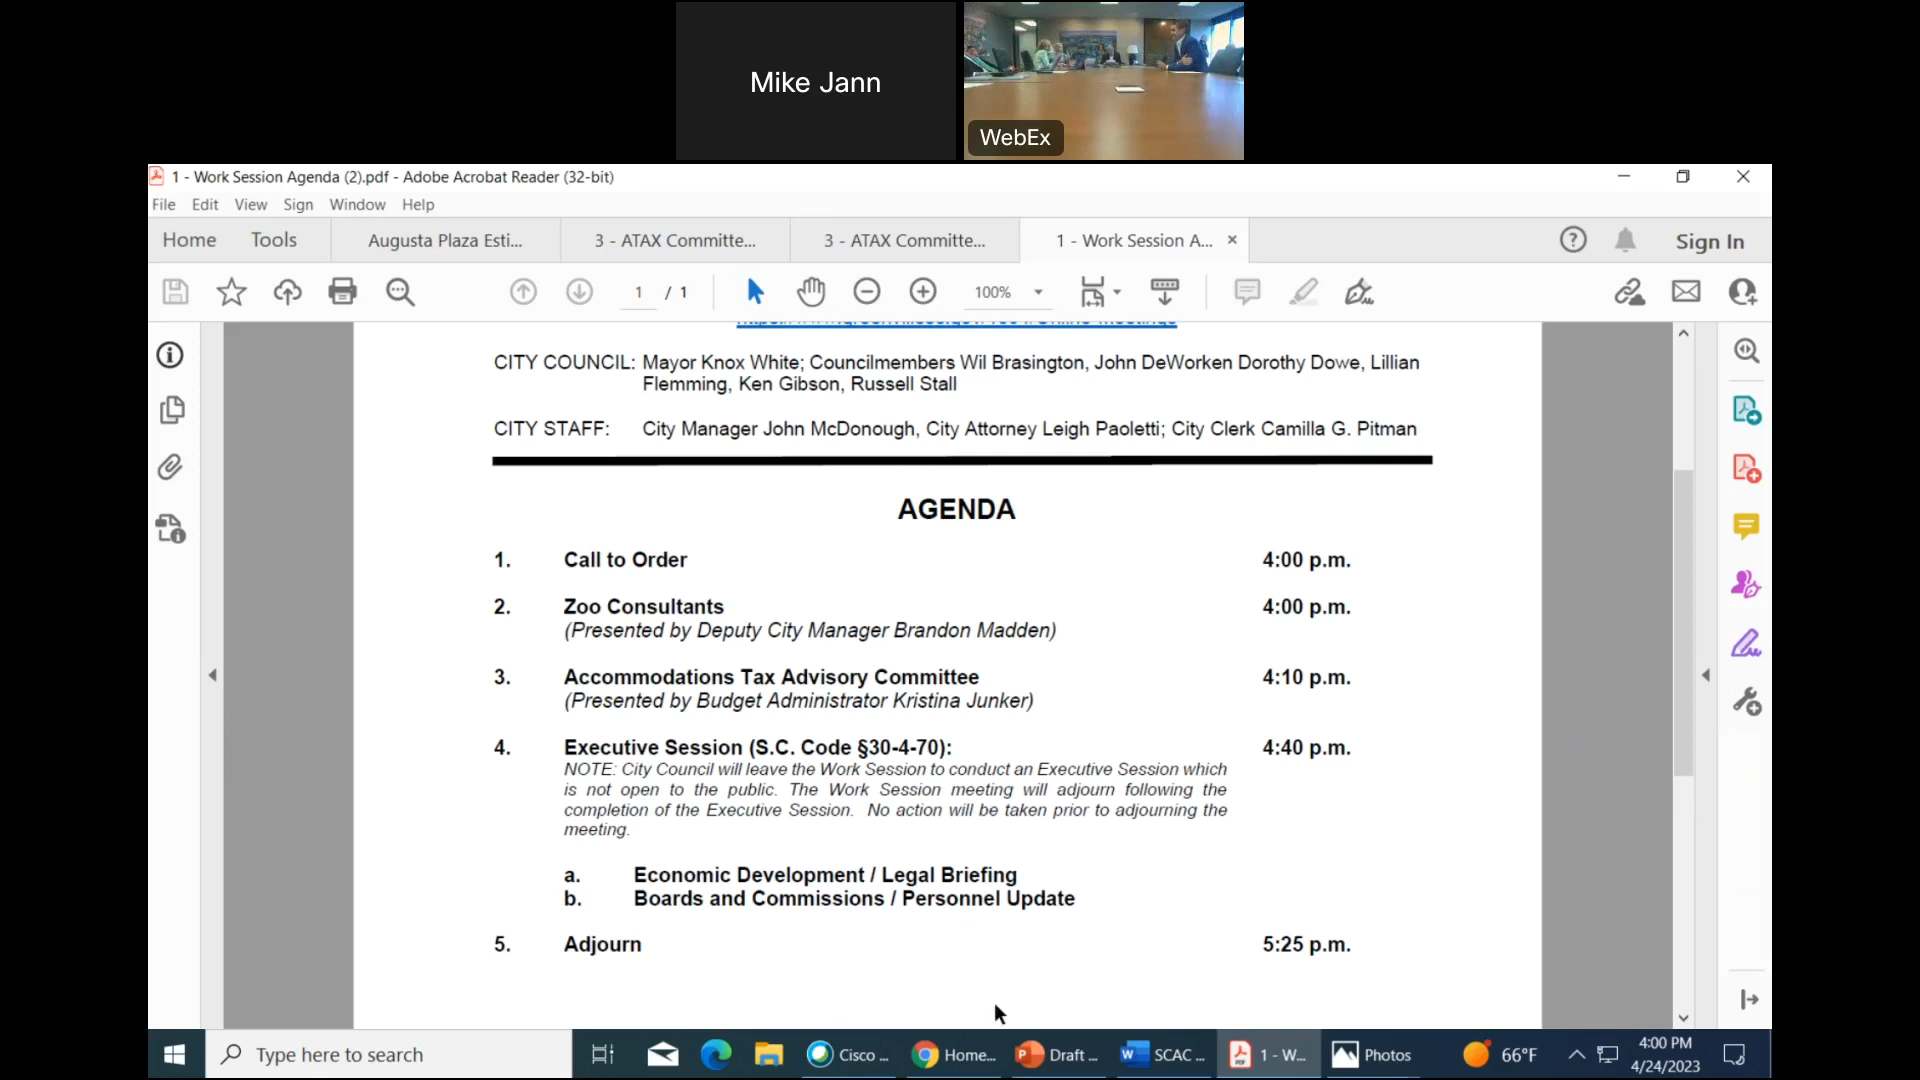 Mike Jann
WebEx
1 - Work Session Agenda (2).pdf - Adobe Acrobat Reader (32-bit)
File Edit View Sign Window Help
Home Tools Augusta Plaza Esti... 3 - ATAX Committe... 3 - ATAX Committe... 1 - Work Session A... × Sign In
1 / 1 100%
CITY COUNCIL: Mayor Knox White; Councilmembers Wil Brasington, John DeWorken Dorothy Dowe, Lillian
Flemming, Ken Gibson, Russell Stall
CITY STAFF: City Manager John McDonough, City Attorney Leigh Paoletti; City Clerk Camilla G. Pitman
AGENDA
1. Call to Order 4:00 p.m.
2. Zoo Consultants 4:00 p.m.
(Presented by Deputy City Manager Brandon Madden)
3. Accommodations Tax Advisory Committee 4:10 p.m.
(Presented by Budget Administrator Kristina Junker)
4. Executive Session (S.C. Code §30-4-70): 4:40 p.m.
NOTE: City Council will leave the Work Session to conduct an Executive Session which
is not open to the public. The Work Session meeting will adjourn following the
completion of the Executive Session. No action will be taken prior to adjourning the
meeting.
a. Economic Development / Legal Briefing
b. Boards and Commissions / Personnel Update
5. Adjourn 5:25 p.m.
Type here to search Cisco ... Home... Draft ... SCAC ... 1 - W... Photos 66°F 4:00 PM
4/24/2023